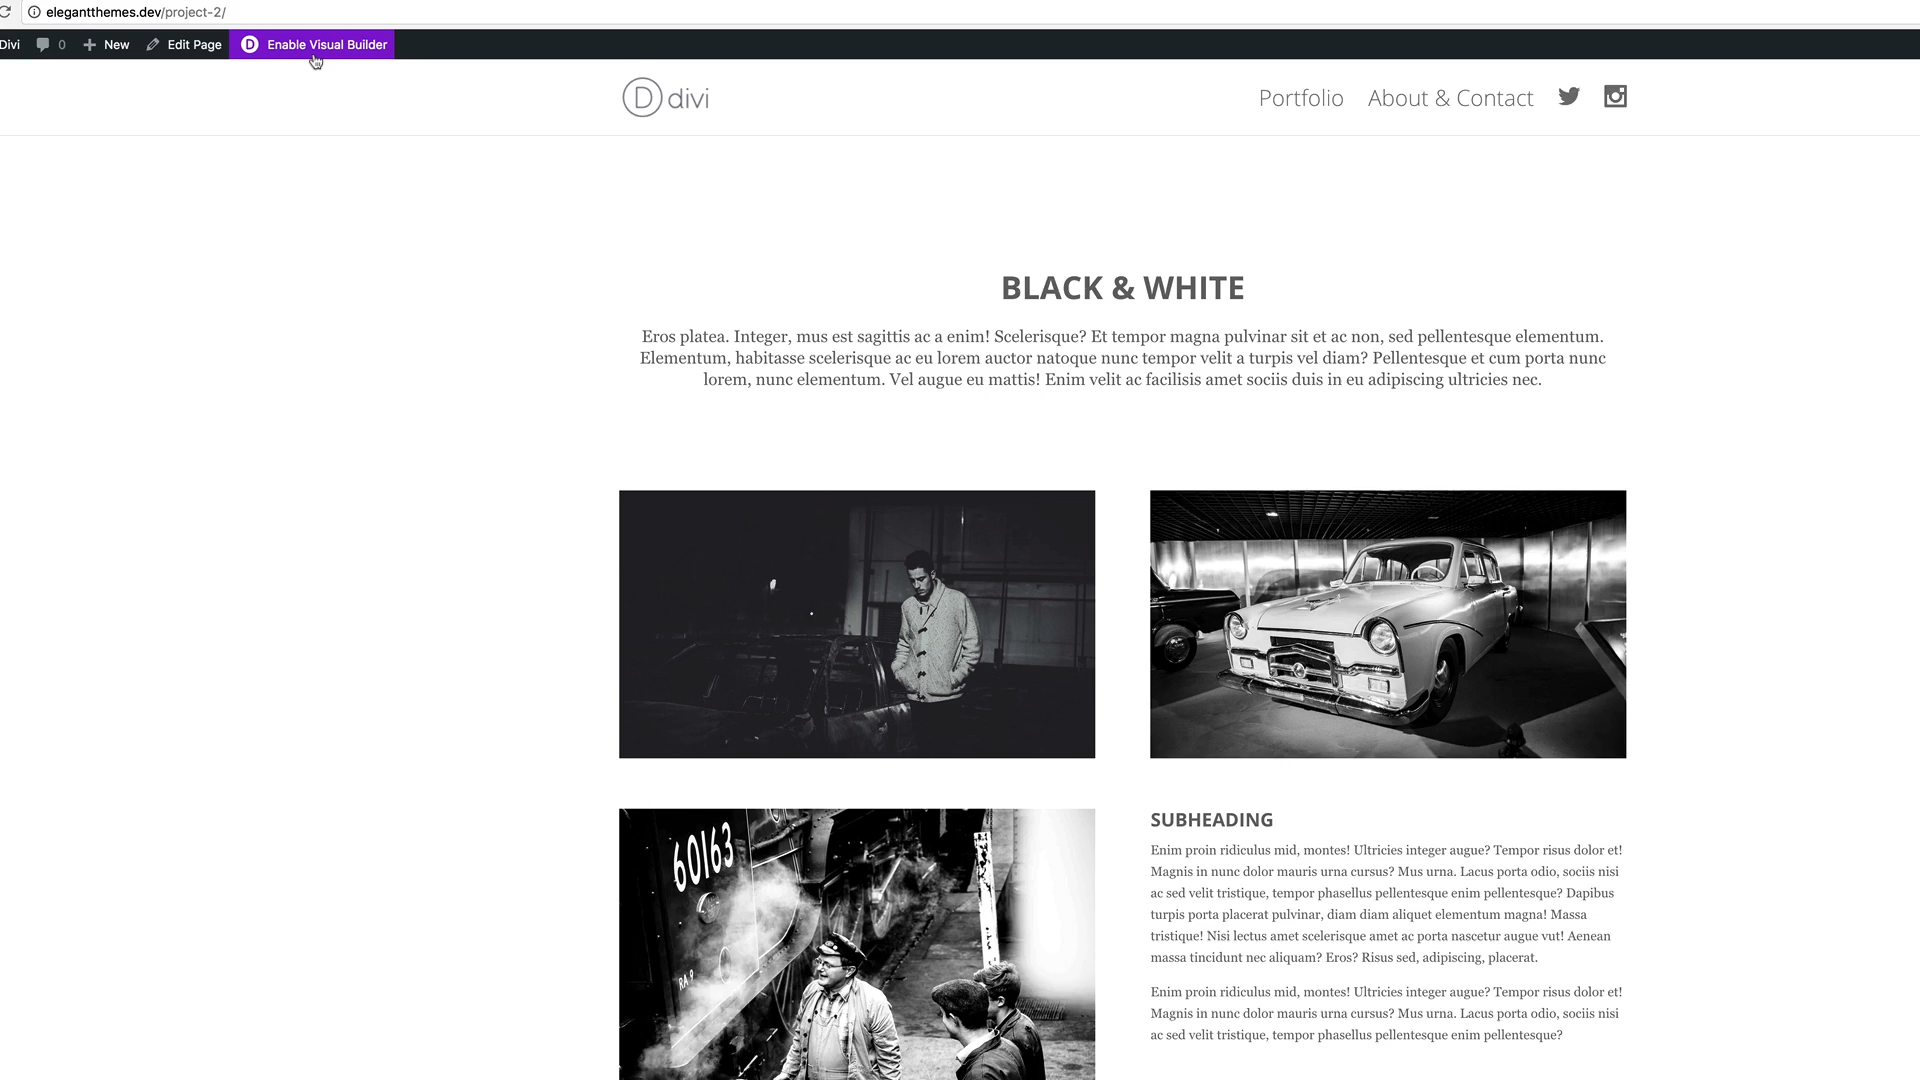 elegantthemes.dev/project-2/
Divi 0 New Edit Page D Enable Visual Builder
D divi
Portfolio About & Contact
BLACK & WHITE
Eros platea. Integer, mus est sagittis ac a enim! Scelerisque? Et tempor magna pulvinar sit et ac non, sed pellentesque elementum.
Elementum, habitasse scelerisque ac eu lorem auctor natoque nunc tempor velit a turpis vel diam? Pellentesque et cum porta nunc
lorem, nunc elementum. Vel augue eu mattis! Enim velit ac facilisis amet sociis duis in eu adipiscing ultricies nec.
60163
RA 9
SUBHEADING
Enim proin ridiculus mid, montes! Ultricies integer augue? Tempor risus dolor et!
Magnis in nunc dolor mauris urna cursus? Mus urna. Lacus porta odio, sociis nisi
ac sed velit tristique, tempor phasellus pellentesque enim pellentesque? Dapibus
turpis porta placerat pulvinar, diam diam aliquet elementum magna! Massa
tristique! Nisi lectus amet scelerisque amet ac porta nascetur augue vut! Aenean
massa tincidunt nec aliquam? Eros? Risus sed, adipiscing, placerat.
Enim proin ridiculus mid, montes! Ultricies integer augue? Tempor risus dolor et!
Magnis in nunc dolor mauris urna cursus? Mus urna. Lacus porta odio, sociis nisi
ac sed velit tristique, tempor phasellus pellentesque enim pellentesque?